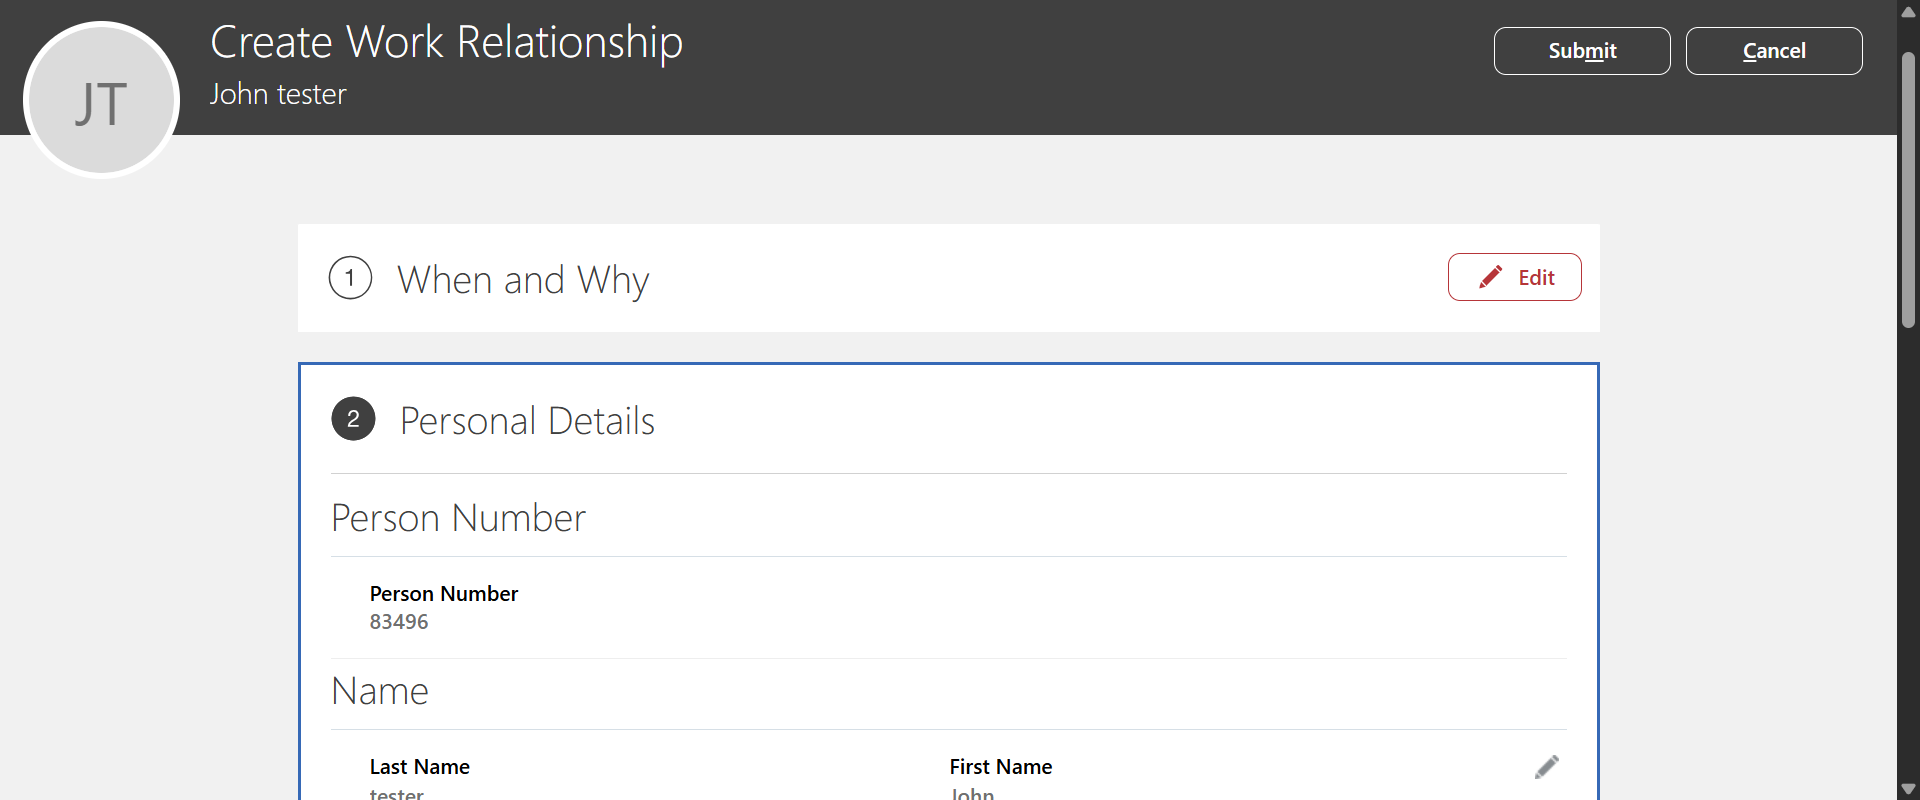 JT
Create Work Relationship
John tester
Submit
Cancel
1
When and Why
Edit
2
Personal Details
Person Number
Person Number
83496
Name
Last Name
First Name
tester
John